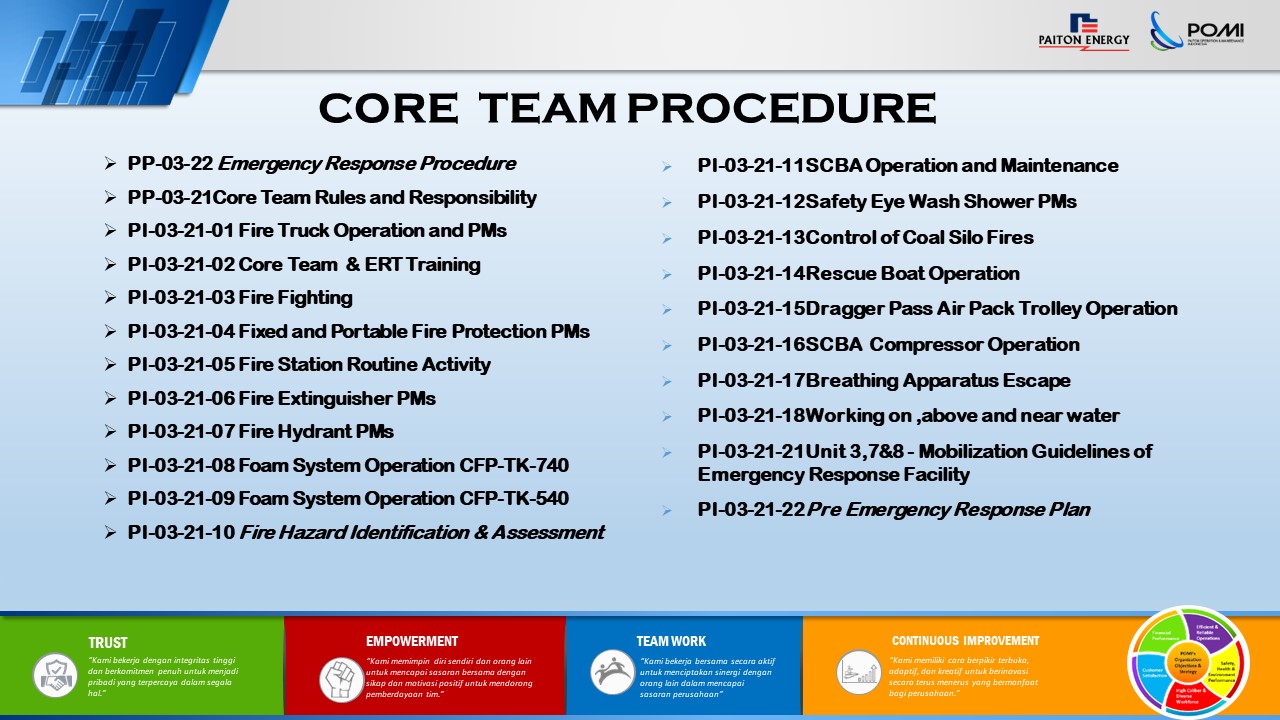 PAITON ENERGY
POMI
PAITON OPERATION & MAINTENANCE
INDONESIA
CORE TEAM PROCEDURE
PP-03-22 Emergency Response Procedure
PP-03-21Core Team Rules and Responsibility
PI-03-21-01 Fire Truck Operation and PMs
PI-03-21-02 Core Team & ERT Training
PI-03-21-03 Fire Fighting
PI-03-21-04 Fixed and Portable Fire Protection PMs
PI-03-21-05 Fire Station Routine Activity
PI-03-21-06 Fire Extinguisher PMs
PI-03-21-07 Fire Hydrant PMs
PI-03-21-08 Foam System Operation CFP-TK-740
PI-03-21-09 Foam System Operation CFP-TK-540
PI-03-21-10 Fire Hazard Identification & Assessment
PI-03-21-11SCBA Operation and Maintenance
PI-03-21-12Safety Eye Wash Shower PMs
PI-03-21-13Control of Coal Silo Fires
PI-03-21-14Rescue Boat Operation
PI-03-21-15Dragger Pass Air Pack Trolley Operation
PI-03-21-16SCBA Compressor Operation
PI-03-21-17Breathing Apparatus Escape
PI-03-21-18Working on ,above and near water
PI-03-21-21Unit 3,7&8 - Mobilization Guidelines of
Emergency Response Facility
PI-03-21-22Pre Emergency Response Plan
TRUST
"Kami bekerja dengan integritas tinggi
dan berkomitmen penuh untuk menjadi
pribadi yang terpercaya dalam segala
hal."
EMPOWERMENT
"Kami memimpin diri sendiri dan orang lain
untuk mencapai sasaran bersama dengan
sikap dan motivasi positif untuk mendorong
pemberdayaan tim."
TEAM WORK
"Kami bekerja bersama secara aktif
untuk menciptakan sinergi dengan
orang lain dalam mencapai
sasaran perusahaan"
CONTINUOUS IMPROVEMENT
"Kami memiliki cara berpikir terbuka,
adaptif, dan kreatif untuk berinovasi
secara terus menerus yang bermanfaat
bagi perusahaan."
Financial
Performance
Efficient &
Reliable
Operations
Safety,
Health &
Environment
Performance
High Caliber &
Diverse
Workforce
Customer
Satisfaction
POMI's
Organization
Objectives &
Strategy